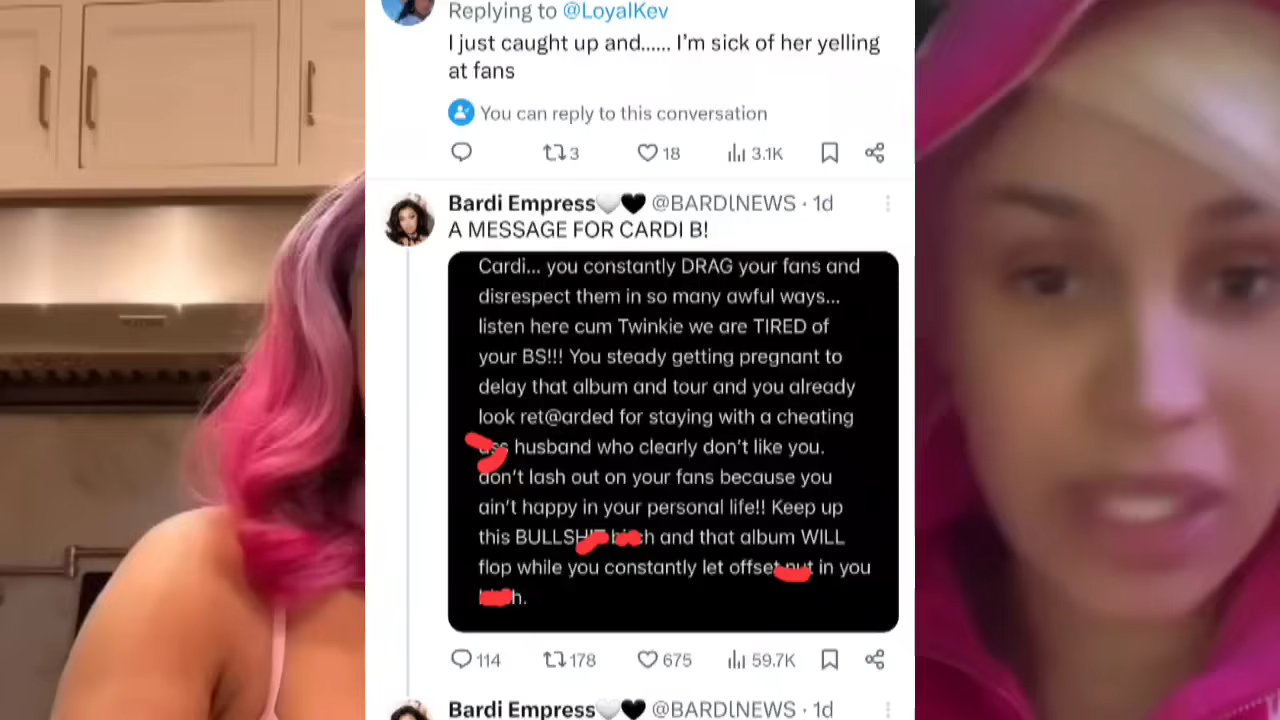 Replying to @LoyalKev
I just caught up and...... I'm sick of her yelling
at fans
You can reply to this conversation
3 18 3.1K
Bardi Empress🤍🖤 @BARDlNEWS · 1d
A MESSAGE FOR CARDI B!
Cardi... you constantly DRAG your fans and
disrespect them in so many awful ways...
listen here cum Twinkie we are TIRED of
your BS!!! You steady getting pregnant to
delay that album and tour and you already
look ret@arded for staying with a cheating
husband who clearly don't like you.
don't lash out on your fans because you
ain't happy in your personal life!! Keep up
this and that album WILL
flop while you constantly let offset in you
114 178 675 59.7K
Bardi Empress🤍🖤 @BARDlNEWS · 1d